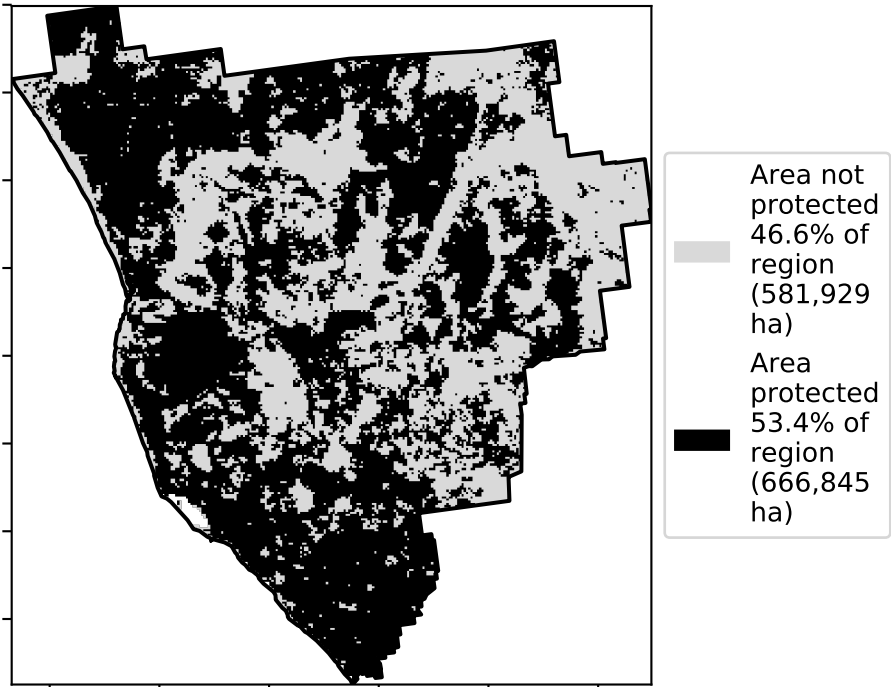 Area not
protected
46.6% of
region
(581,929
ha)
Area
protected
53.4% of
region
(666,845
ha)